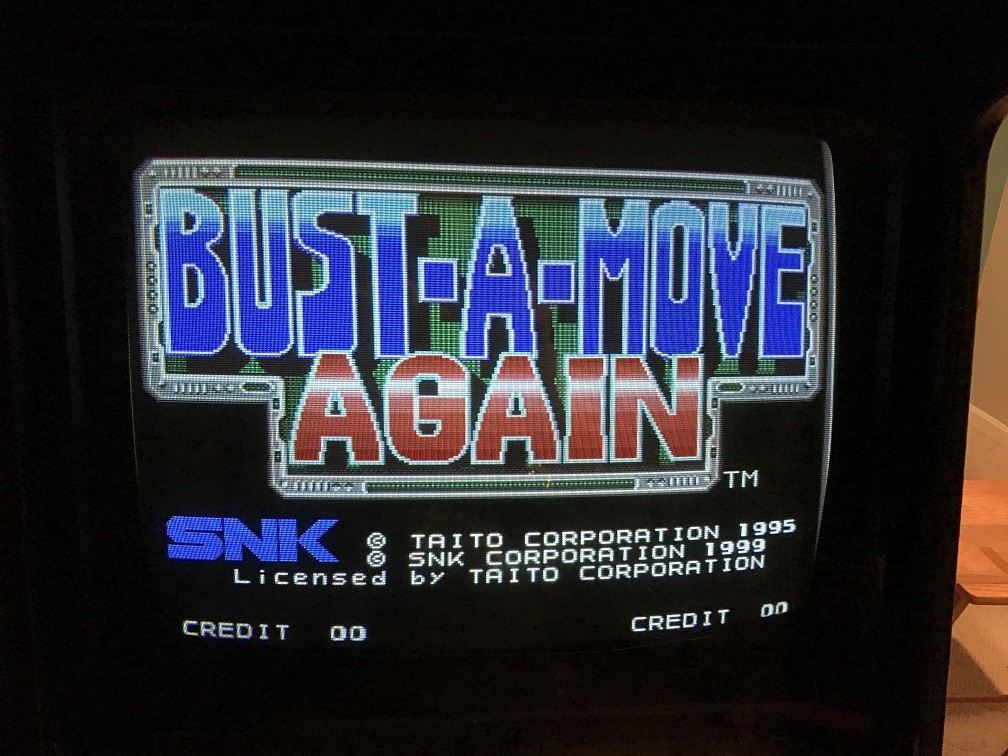 BUST-A-MOVE
AGAIN
TM
SNK © TAITO CORPORATION 1995
© SNK CORPORATION 1999
Licensed by TAITO CORPORATION
CREDIT 00 CREDIT 00